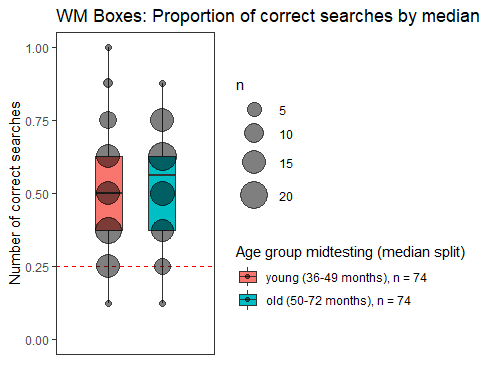 WM Boxes: Proportion of correct searches by median
Number of correct searches
1.00
0.75
0.50
0.25
0.00
n
5
10
15
20
Age group midtesting (median split)
young (36-49 months), n = 74
old (50-72 months), n = 74